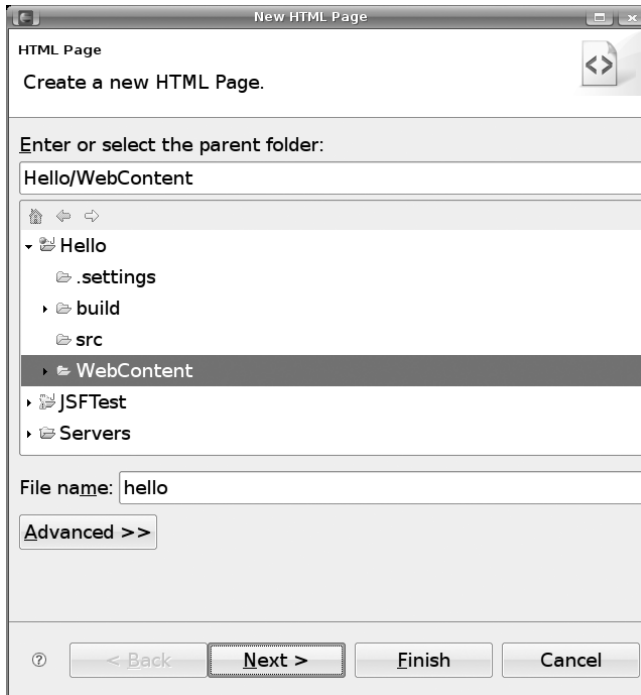 New HTML Page
HTML Page
Create a new HTML Page.
Enter or select the parent folder:
Hello/WebContent
Hello
.settings
build
src
WebContent
JSFTest
Servers
File name: hello
Advanced >>
< Back Next > Finish Cancel